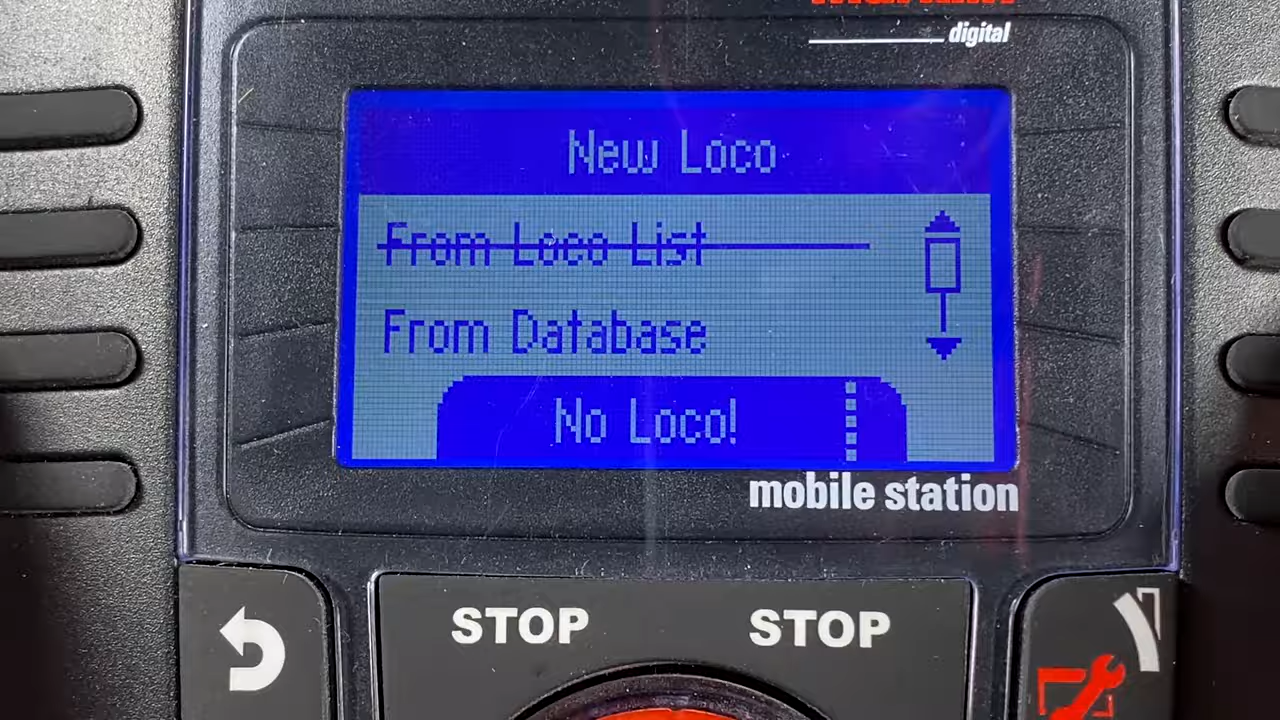 digital
New Loco
From Loco List
From Database
No Loco!
mobile station
STOP STOP